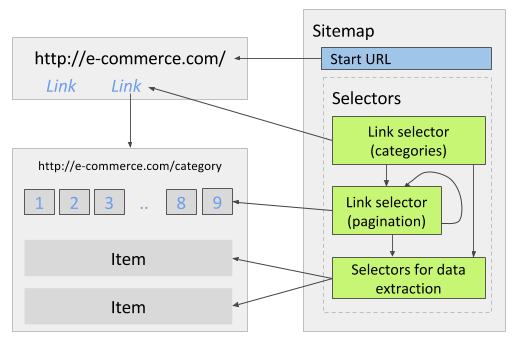 http://e-commerce.com/
Link Link
http://e-commerce.com/category
1 2 3 .. 8 9
Item
Item
Sitemap
Start URL
Selectors
Link selector
(categories)
Link selector
(pagination)
Selectors for data
extraction